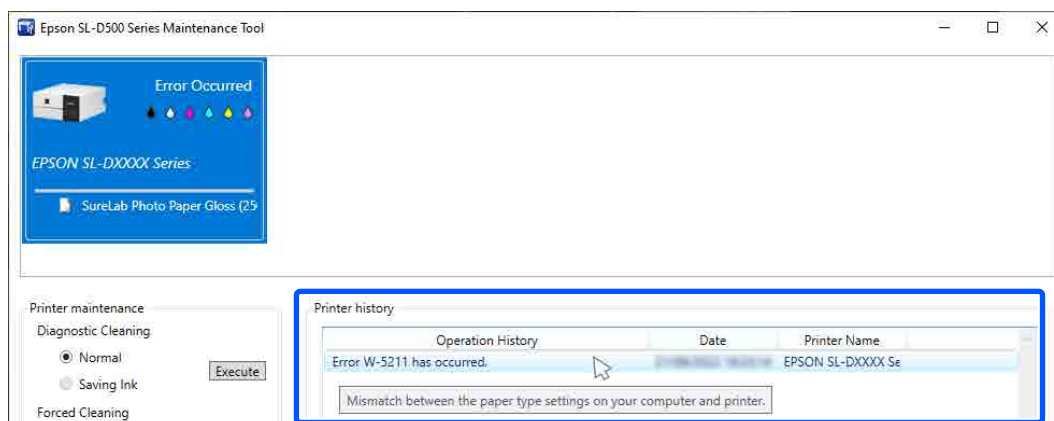 Epson SL-D500 Series Maintenance Tool
Error Occurred
EPSON SL-DXXXX Series
SureLab Photo Paper Gloss (25
Printer maintenance
Diagnostic Cleaning
Normal
Saving Ink
Execute
Forced Cleaning
Printer history
Operation History Date Printer Name
Error W-5211 has occurred. EPSON SL-DXXXX Se
Mismatch between the paper type settings on your computer and printer.